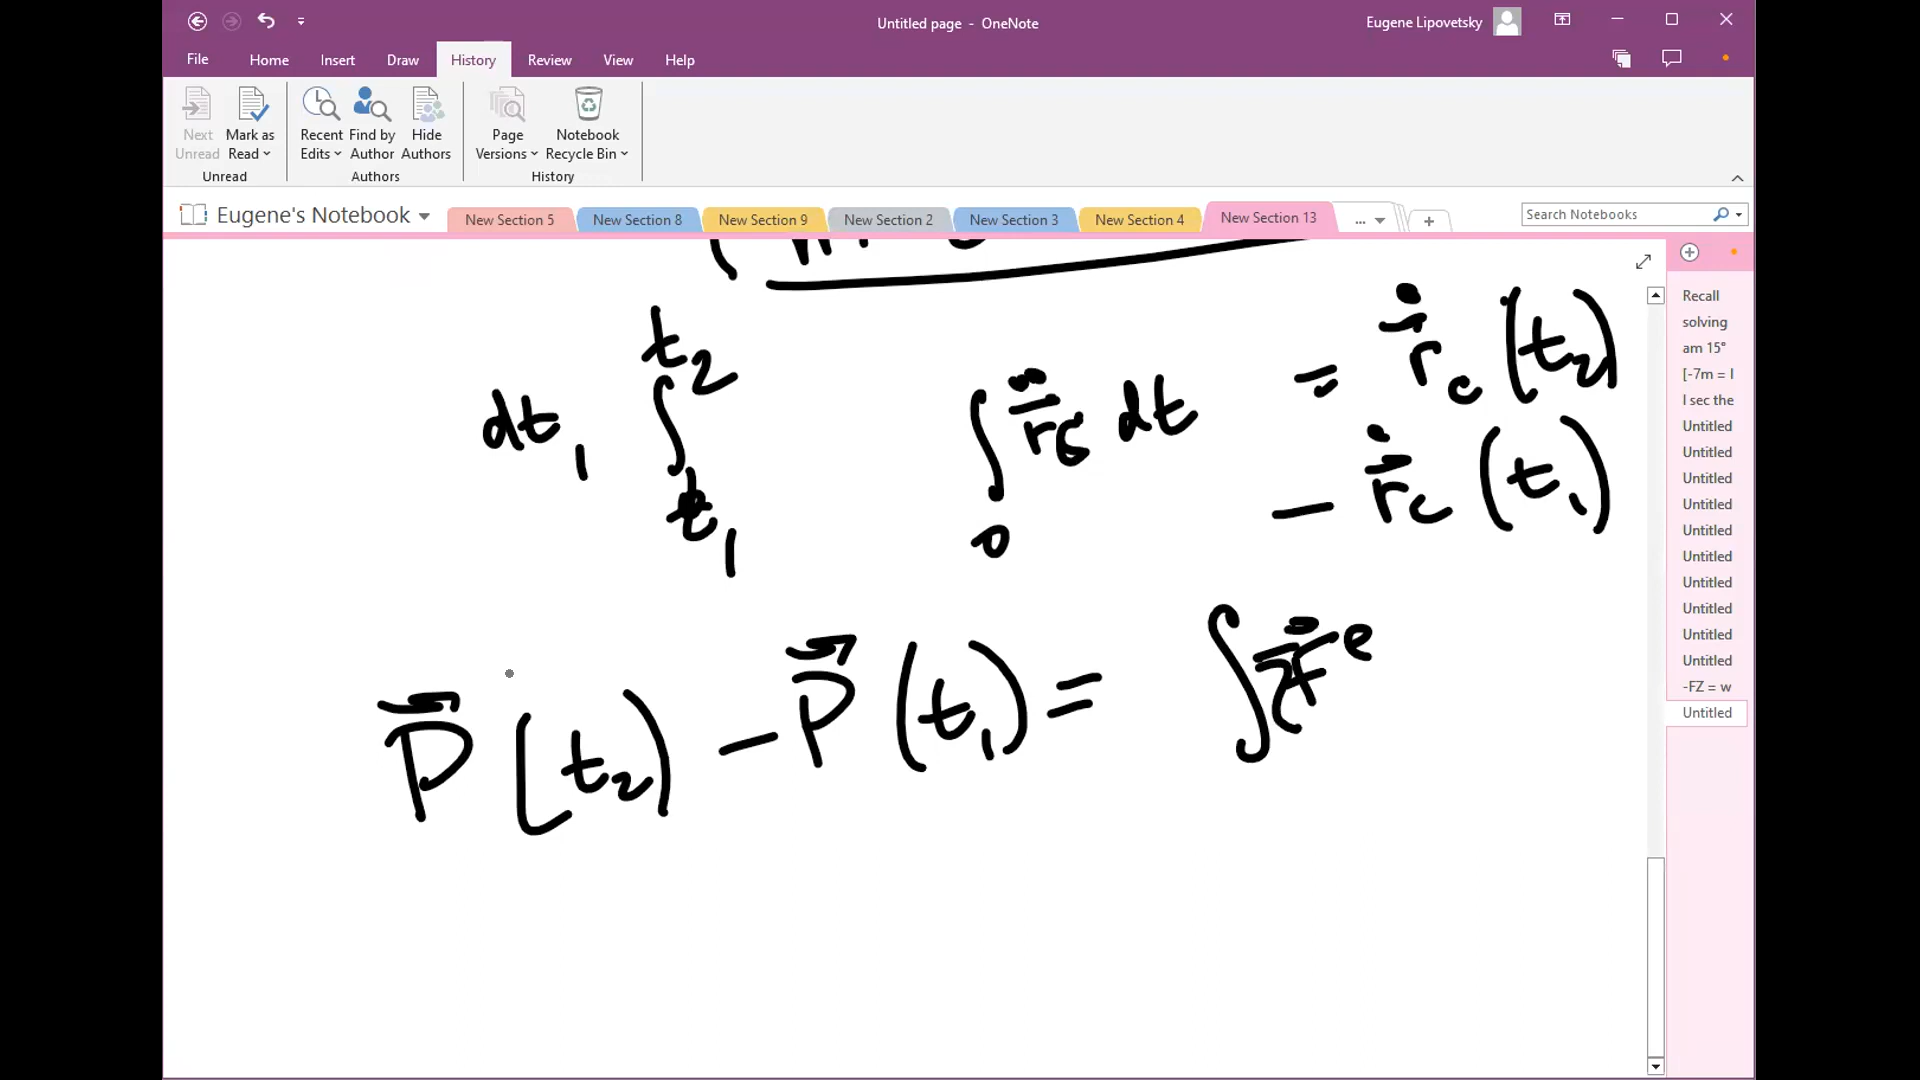 Untitled page - OneNote
Eugene Lipovetsky
File Home Insert Draw History Review View Help
Next Unread
Mark as Read
Recent Edits
Find by Author
Hide Authors
Page Versions
Notebook Recycle Bin
Unread Authors History
Eugene's Notebook New Section 5 New Section 8 New Section 9 New Section 2 New Section 3 New Section 4 New Section 13 ... + Search Notebooks
Recall
solving
am 15°
[-7m = I
I sec the
Untitled
Untitled
Untitled
Untitled
Untitled
Untitled
Untitled
Untitled
Untitled
Untitled
-FZ = w
Untitled
dt, ∫ t2 t1 ∫ 0 r̈c dt = ṙc (t2)
- ṙc (t1)
P (t2) - P (t1) = ∫ F e